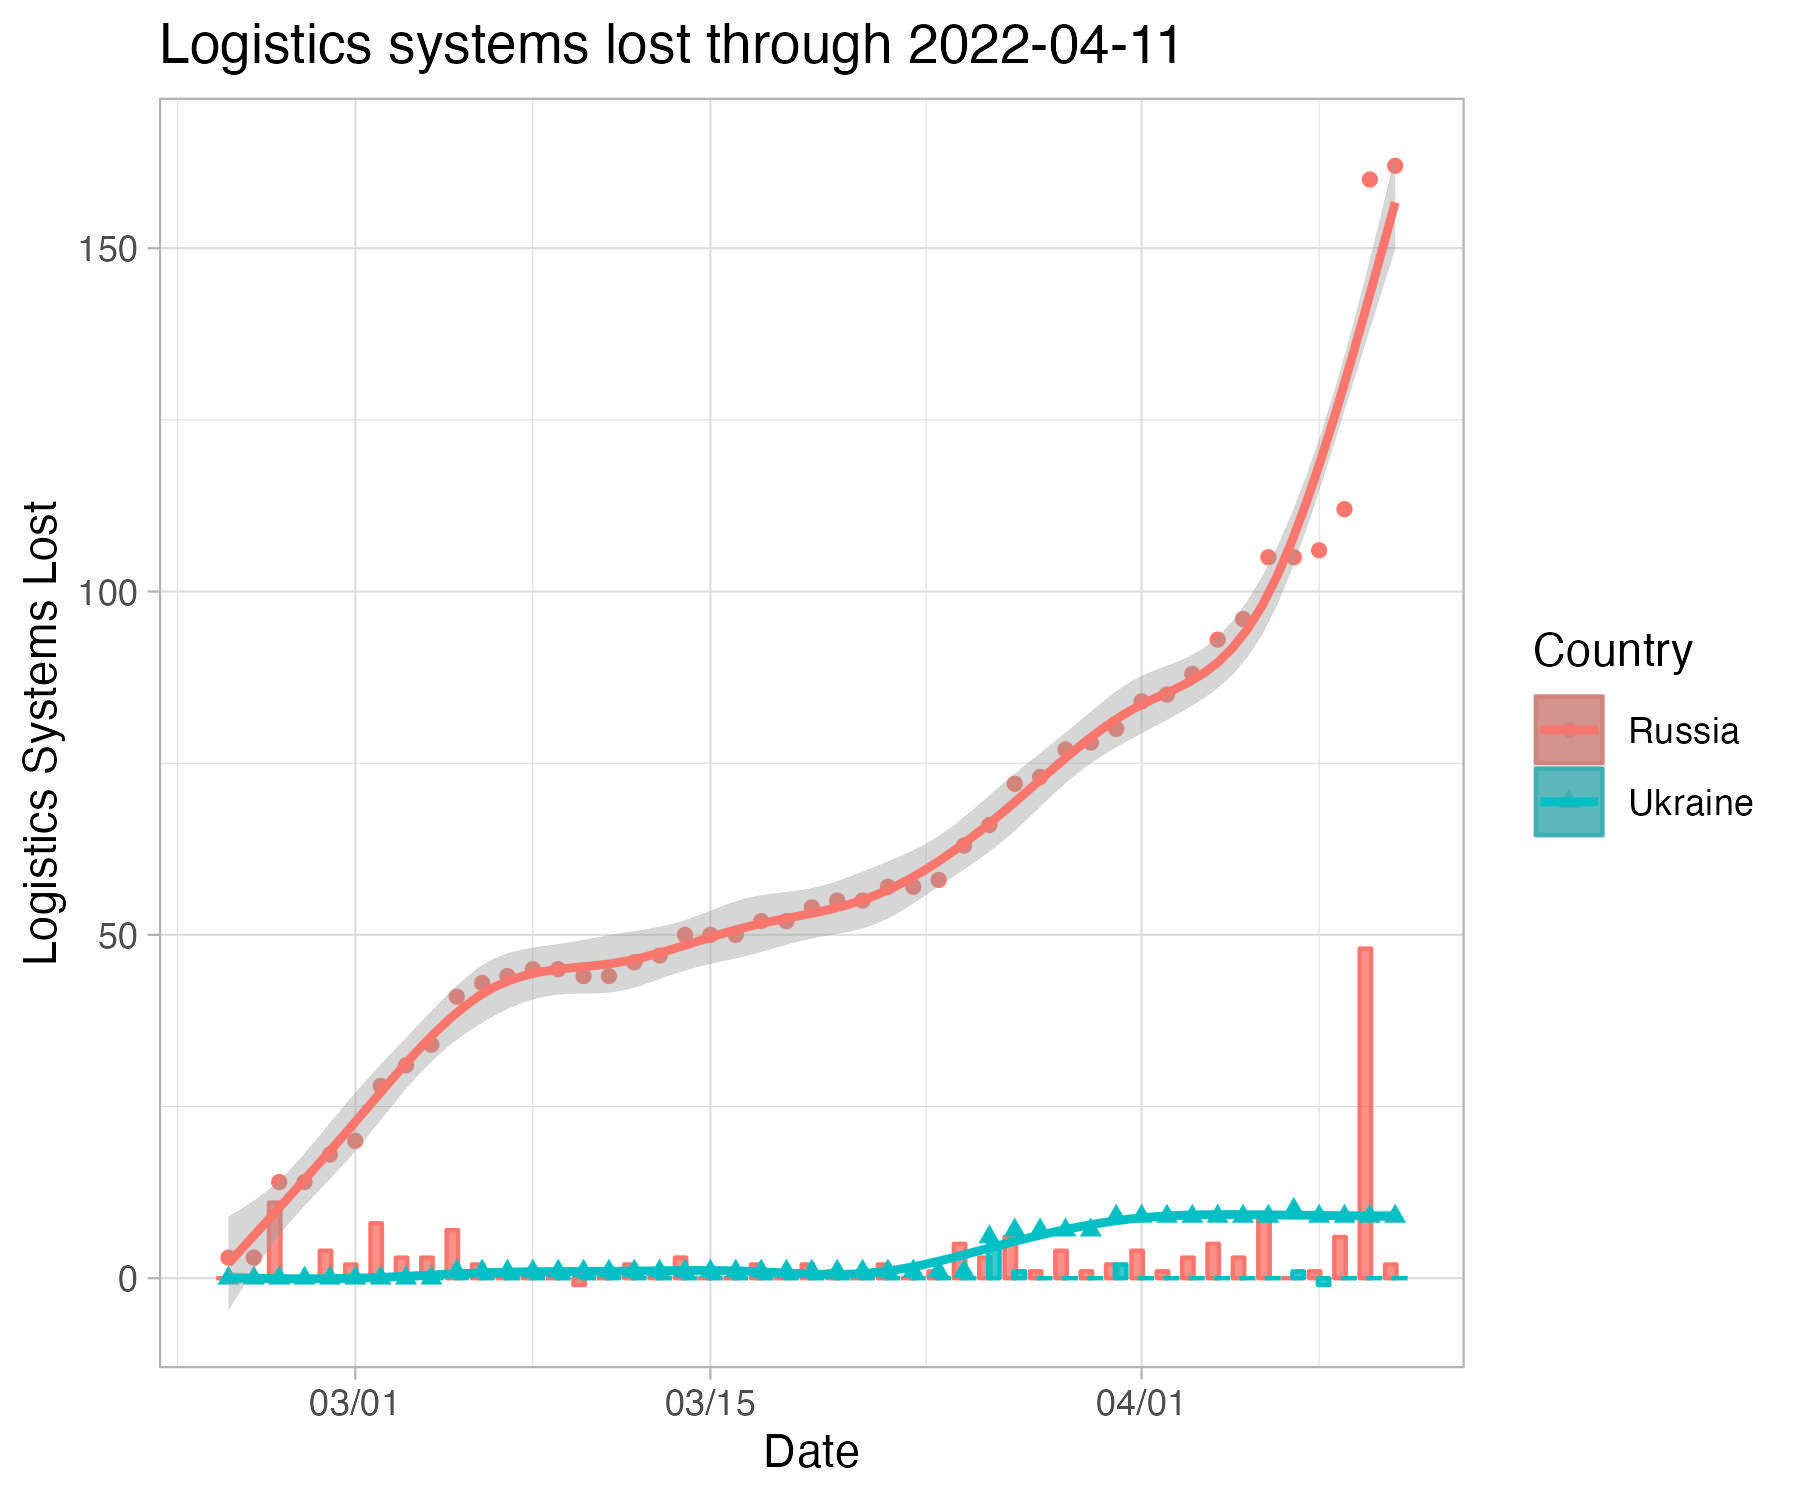 Logistics systems lost through 2022-04-11
Logistics Systems Lost
150
100
50
0
03/01
03/15
04/01
Date
Country
Russia
Ukraine